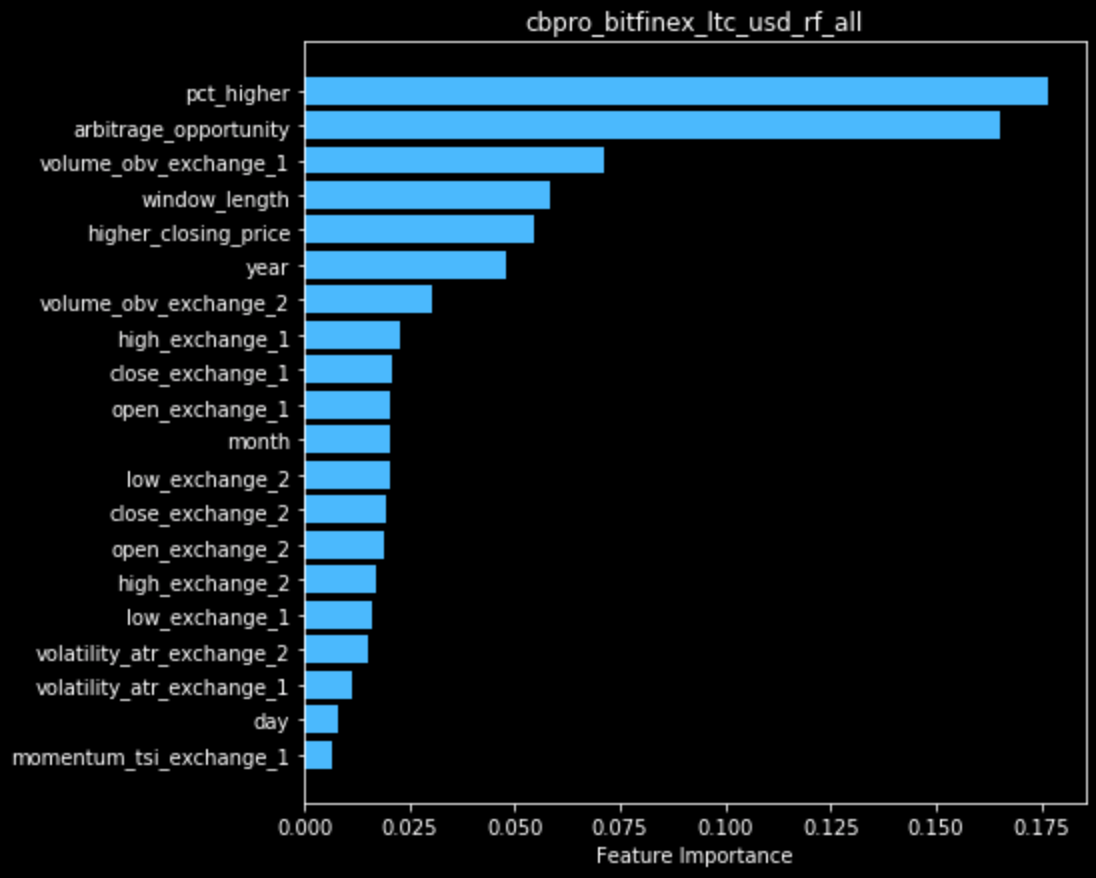 cbpro_bitfinex_ltc_usd_rf_all
pct_higher
arbitrage_opportunity
volume_obv_exchange_1
window_length
higher_closing_price
year
volume_obv_exchange_2
high_exchange_1
close_exchange_1
open_exchange_1
month
low_exchange_2
close_exchange_2
open_exchange_2
high_exchange_2
low_exchange_1
volatility_atr_exchange_2
volatility_atr_exchange_1
day
momentum_tsi_exchange_1
0.000 0.025 0.050 0.075 0.100 0.125 0.150 0.175
Feature Importance